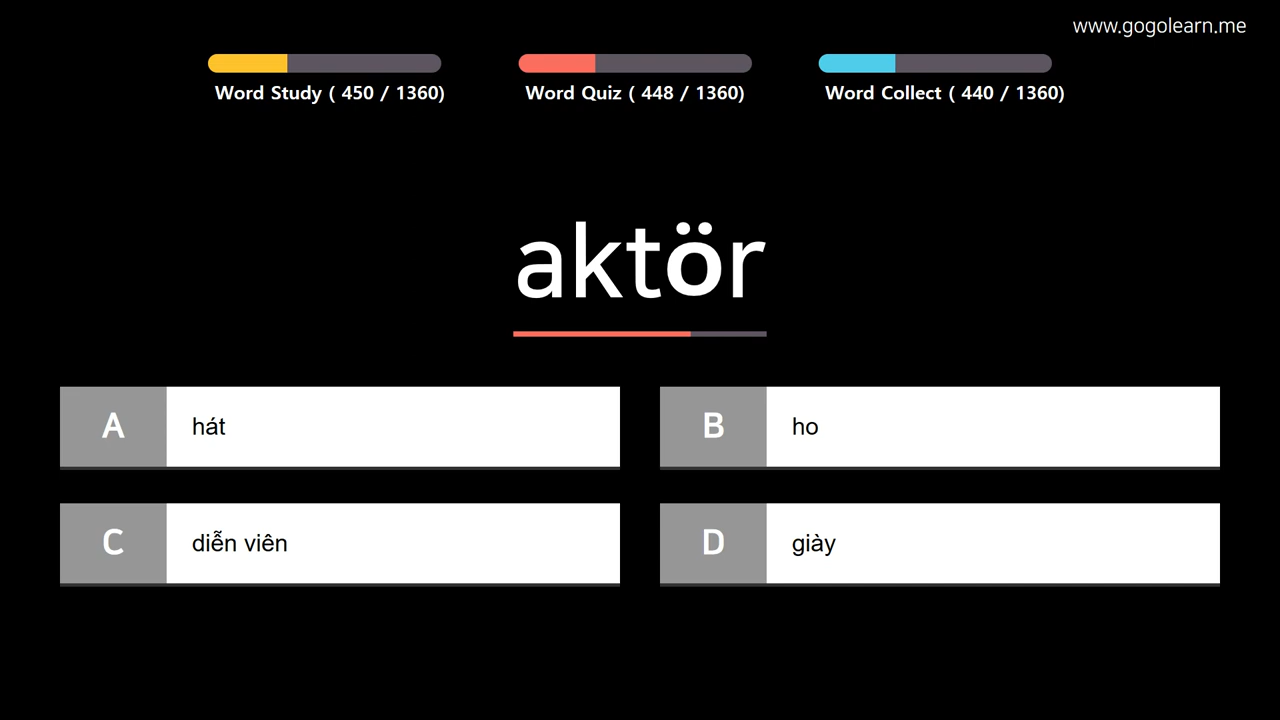 www.gogolearn.me
Word Study ( 450 / 1360)
Word Quiz ( 448 / 1360)
Word Collect ( 440 / 1360)
aktör
A
hát
B
ho
C
diễn viên
D
giày